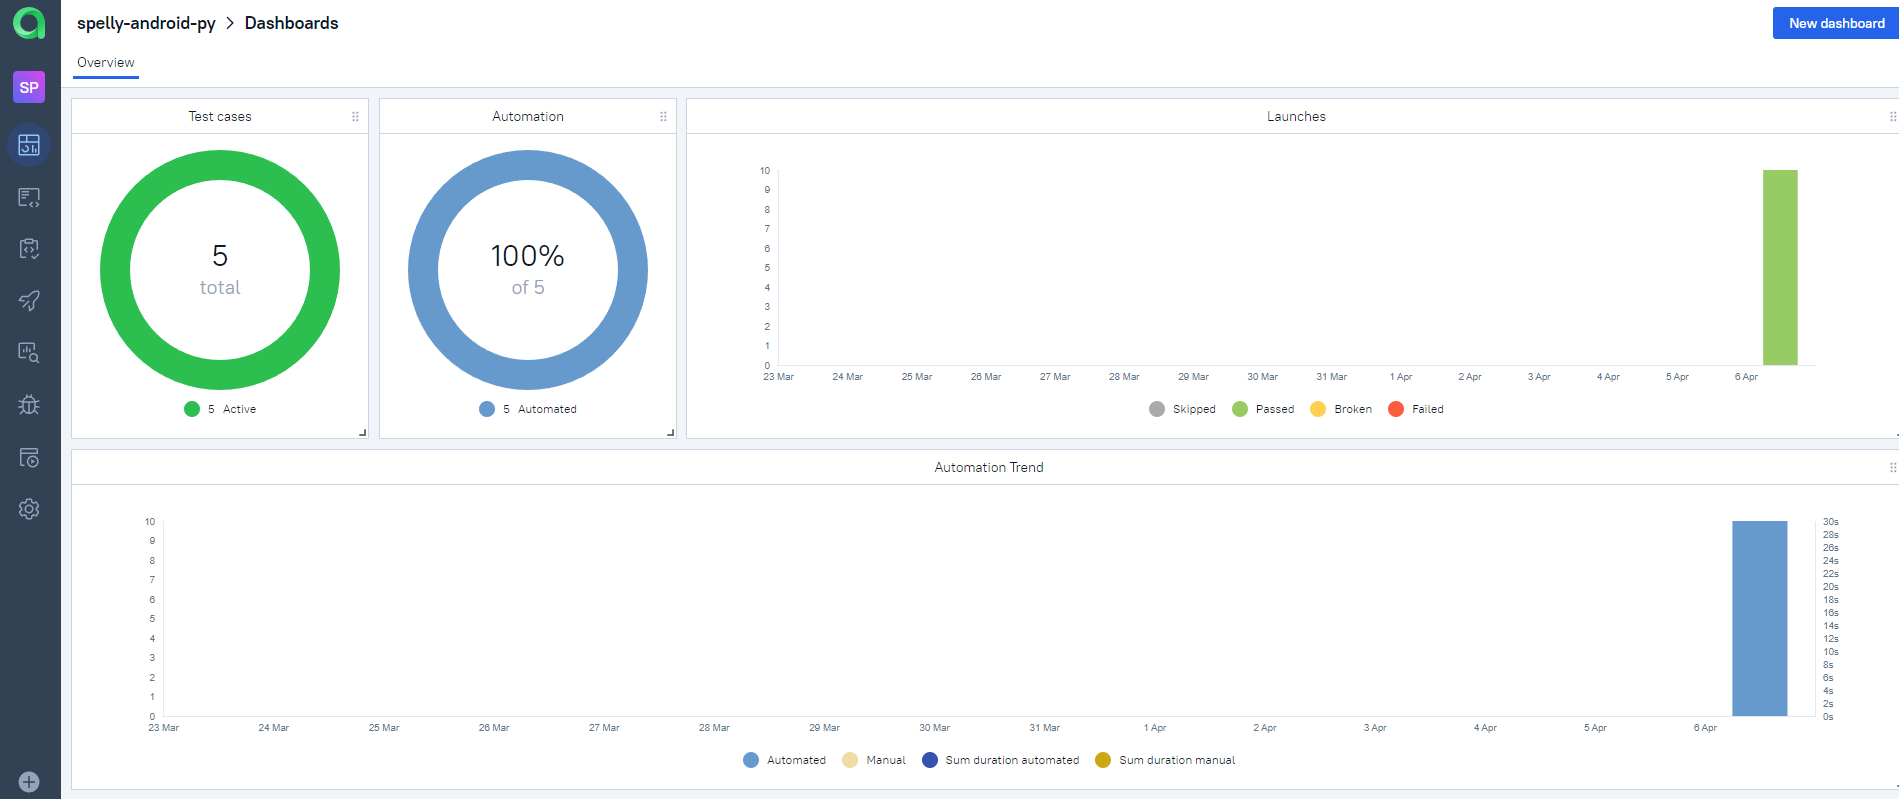 spelly-android-py > Dashboards
New dashboard
Overview
SP
Test cases
5
total
5 Active
Automation
100%
of 5
5 Automated
Launches
10
9
8
7
6
5
4
3
2
1
0
23 Mar 24 Mar 25 Mar 26 Mar 27 Mar 28 Mar 29 Mar 30 Mar 31 Mar 1 Apr 2 Apr 3 Apr 4 Apr 5 Apr 6 Apr
Skipped Passed Broken Failed
Automation Trend
10
9
8
7
6
5
4
3
2
1
0
30s
28s
26s
24s
22s
20s
18s
16s
14s
12s
10s
8s
6s
4s
2s
0s
23 Mar 24 Mar 25 Mar 26 Mar 27 Mar 28 Mar 29 Mar 30 Mar 31 Mar 1 Apr 2 Apr 3 Apr 4 Apr 5 Apr 6 Apr
Automated Manual Sum duration automated Sum duration manual